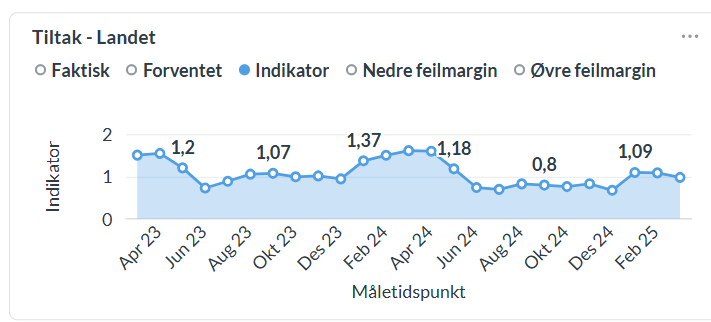 Tiltak - Landet
Faktisk Forventet Indikator Nedre feilmargin Øvre feilmargin
Indikator
2
1
0
1,2
1,07
1,37
1,18
0,8
1,09
Apr 23
Jun 23
Aug 23
Okt 23
Des 23
Feb 24
Apr 24
Jun 24
Aug 24
Okt 24
Des 24
Feb 25
Måletidspunkt